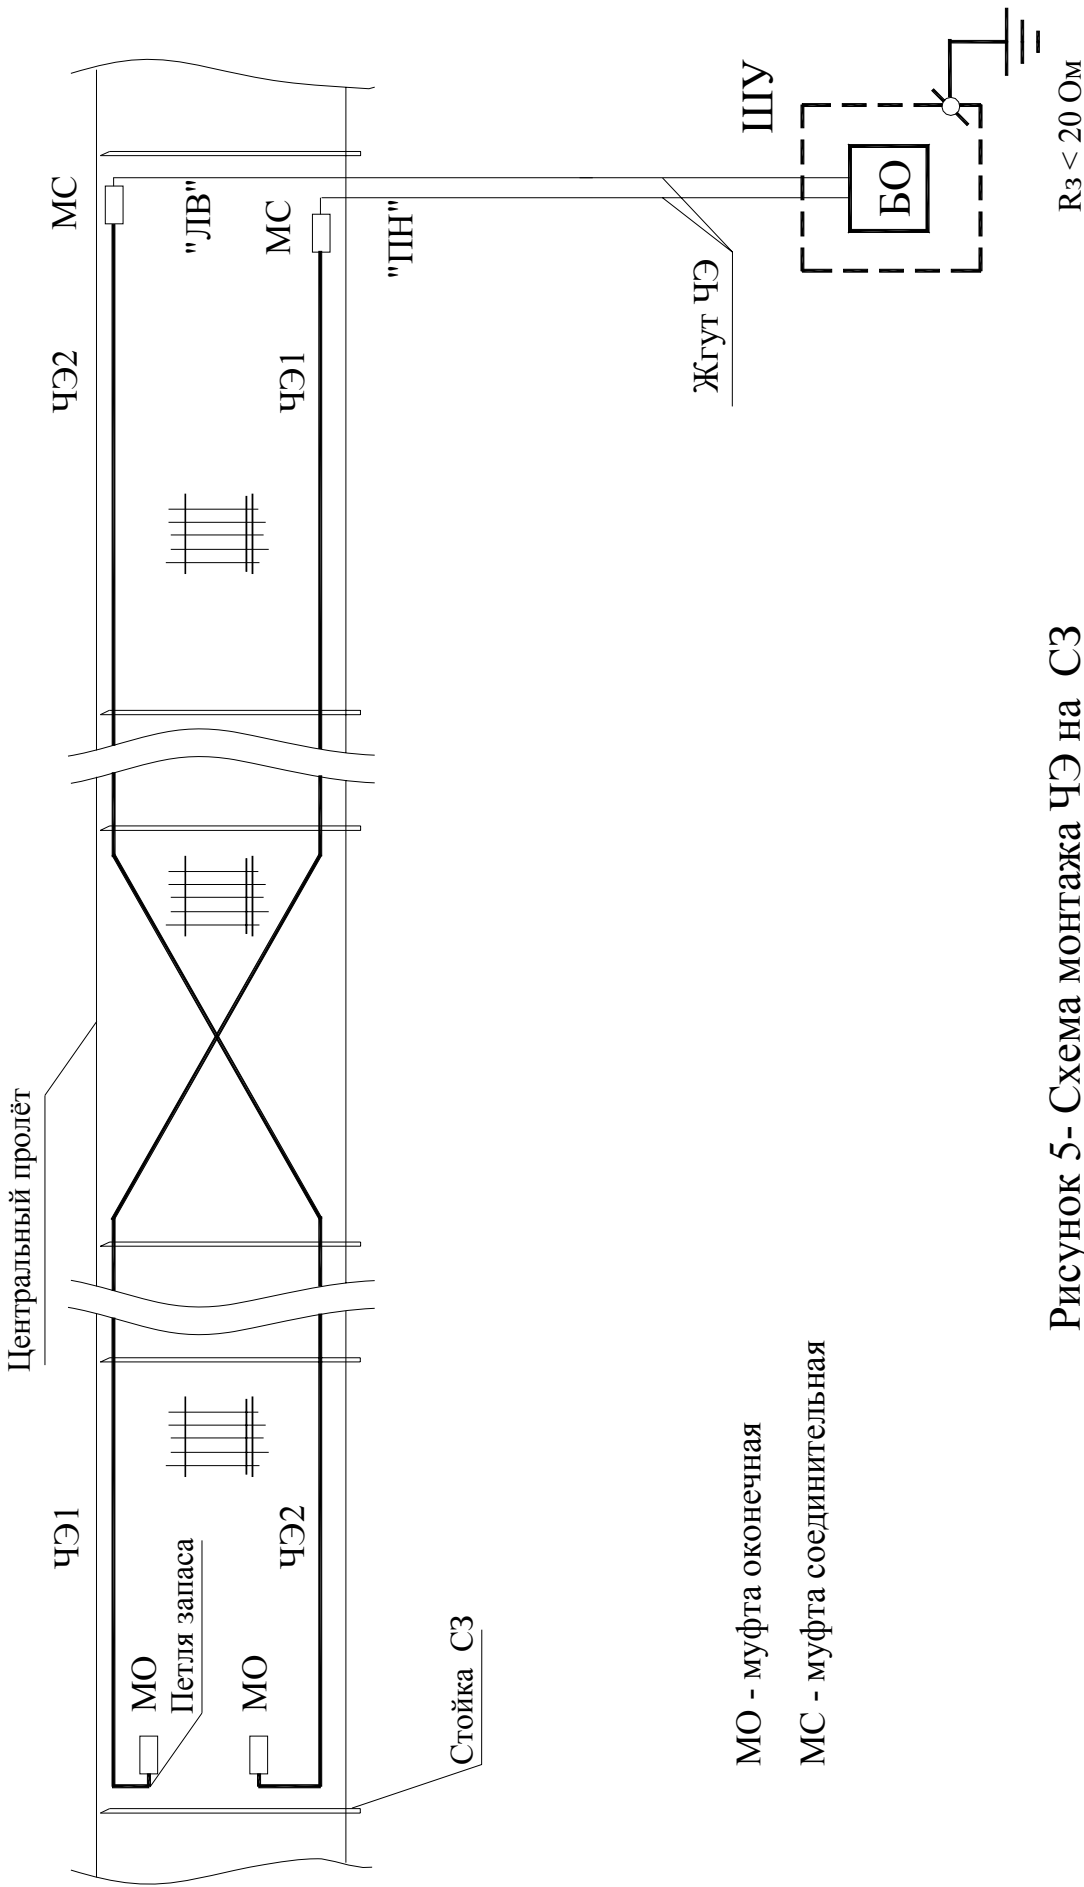 Центральный пролёт
ЧЭ1
ЧЭ2
МС
МО
Петля запаса
"ЛВ"
МО
ЧЭ2
ЧЭ1
МС
"ПН"
Стойка СЗ
Жгут ЧЭ
ШУ
БО
МО - муфта оконечная
МС - муфта соединительная
Rз < 20 Ом
Рисунок 5- Схема монтажа ЧЭ на СЗ